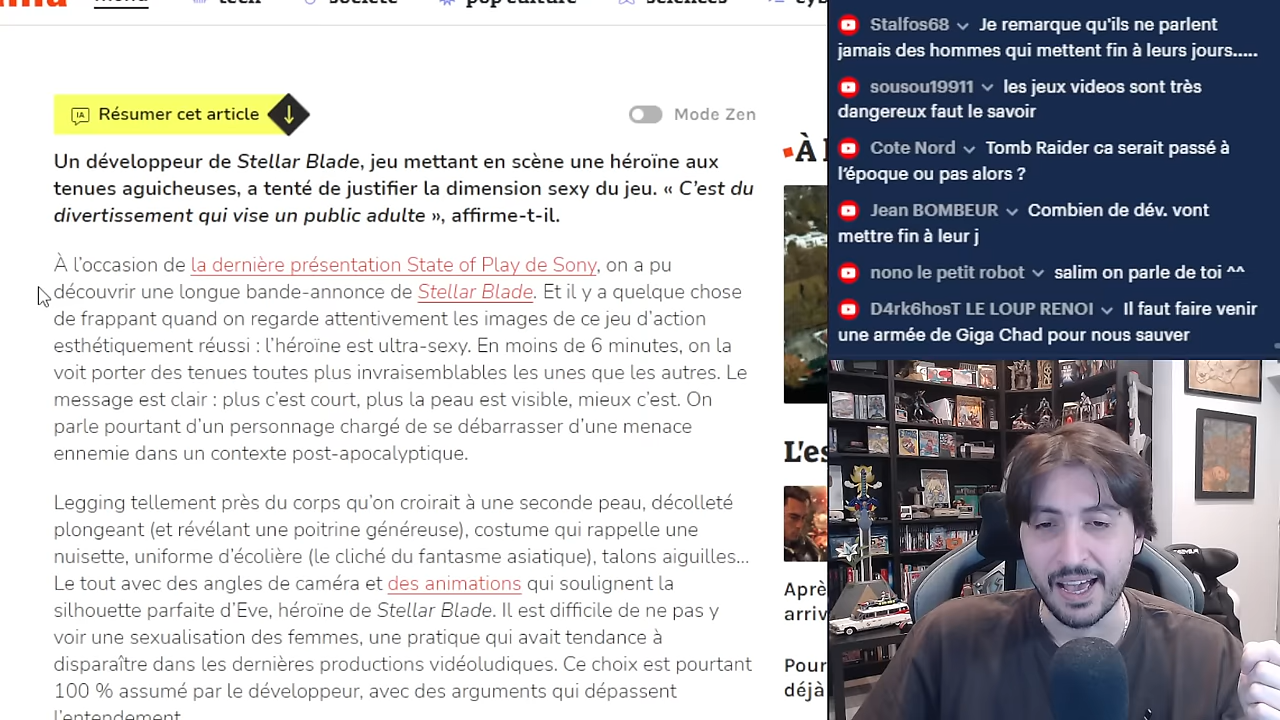 menu
tech
société
pop culture
sciences
Résumer cet article
Mode Zen
Un développeur de Stellar Blade, jeu mettant en scène une héroïne aux
tenues aguicheuses, a tenté de justifier la dimension sexy du jeu. « C'est du
divertissement qui vise un public adulte », affirme-t-il.
À l'occasion de la dernière présentation State of Play de Sony, on a pu
découvrir une longue bande-annonce de Stellar Blade. Et il y a quelque chose
de frappant quand on regarde attentivement les images de ce jeu d'action
esthétiquement réussi : l'héroïne est ultra-sexy. En moins de 6 minutes, on la
voit porter des tenues toutes plus invraisemblables les unes que les autres. Le
message est clair : plus c'est court, plus la peau est visible, mieux c'est. On
parle pourtant d'un personnage chargé de se débarrasser d'une menace
ennemie dans un contexte post-apocalyptique.
Legging tellement près du corps qu'on croirait à une seconde peau, décolleté
plongeant (et révélant une poitrine généreuse), costume qui rappelle une
nuisette, uniforme d'écolière (le cliché du fantasme asiatique), talons aiguilles...
Le tout avec des angles de caméra et des animations qui soulignent la
silhouette parfaite d'Eve, héroïne de Stellar Blade. Il est difficile de ne pas y
voir une sexualisation des femmes, une pratique qui avait tendance à
disparaître dans les dernières productions vidéoludiques. Ce choix est pourtant
100 % assumé par le développeur, avec des arguments qui dépassent
l'entendement.
À l
L'es
Aprè
arriv
Pour
déjà
Stalfos68 Je remarque qu'ils ne parlent
jamais des hommes qui mettent fin à leurs jours.....
sousou19911 les jeux videos sont très
dangereux faut le savoir
Cote Nord Tomb Raider ca serait passé à
l'époque ou pas alors ?
Jean BOMBEUR Combien de dév. vont
mettre fin à leur j
nono le petit robot salim on parle de toi ^^
D4rk6hosT LE LOUP RENOI Il faut faire venir
une armée de Giga Chad pour nous sauver